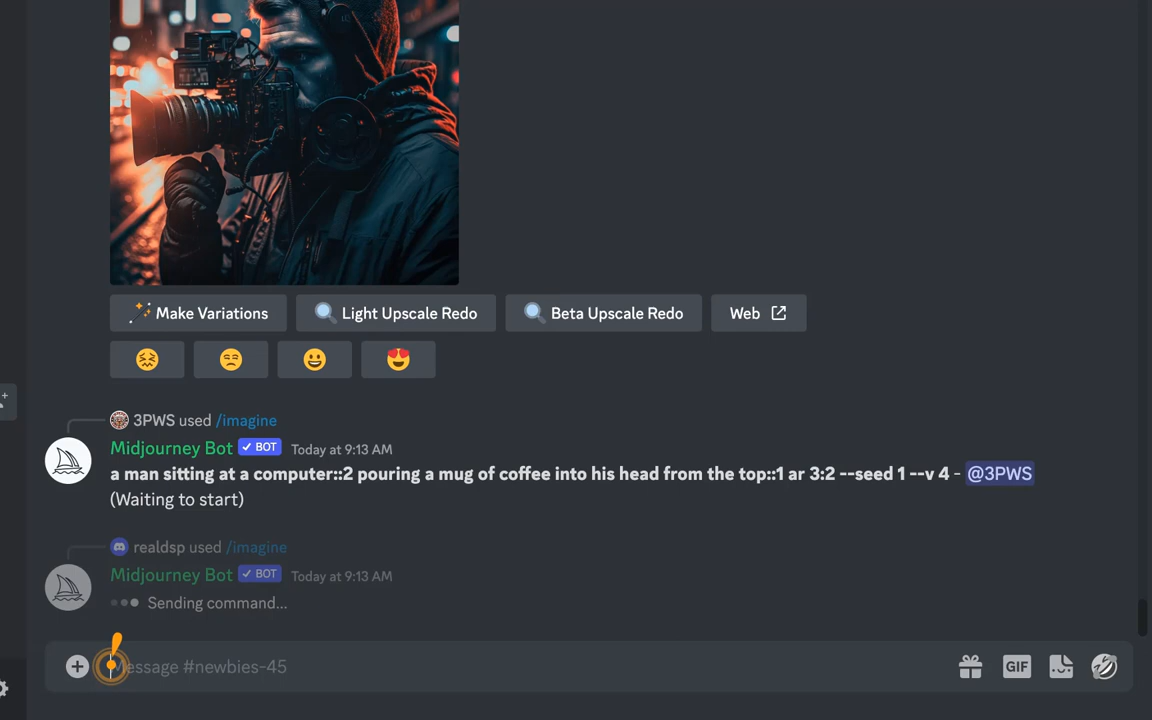 Make Variations Light Upscale Redo Beta Upscale Redo Web
3PWS used /imagine
Midjourney Bot ✓ BOT Today at 9:13 AM
a man sitting at a computer::2 pouring a mug of coffee into his head from the top::1 ar 3:2 --seed 1 --v 4 - @3PWS
(Waiting to start)
realdsp used /imagine
Midjourney Bot ✓ BOT Today at 9:13 AM
Sending command...
Message #newbies-45
GIF